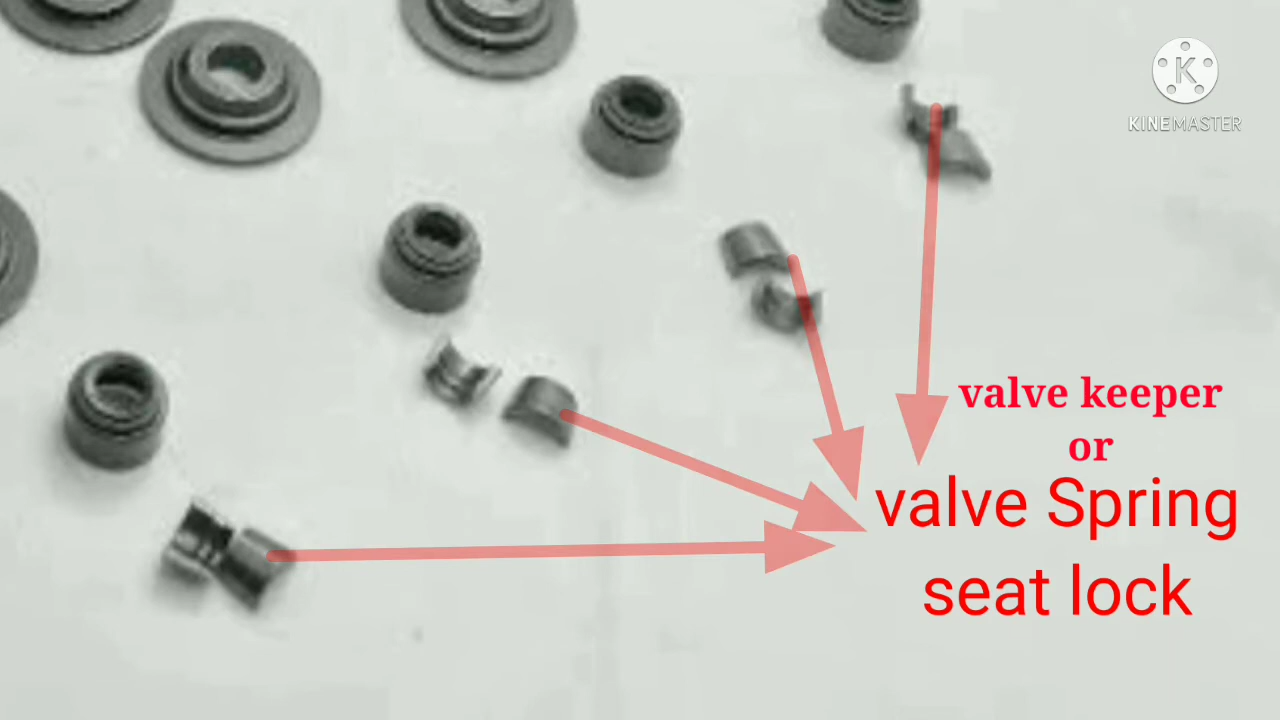 K
KINEMASTER
valve keeper
or
valve Spring
seat lock